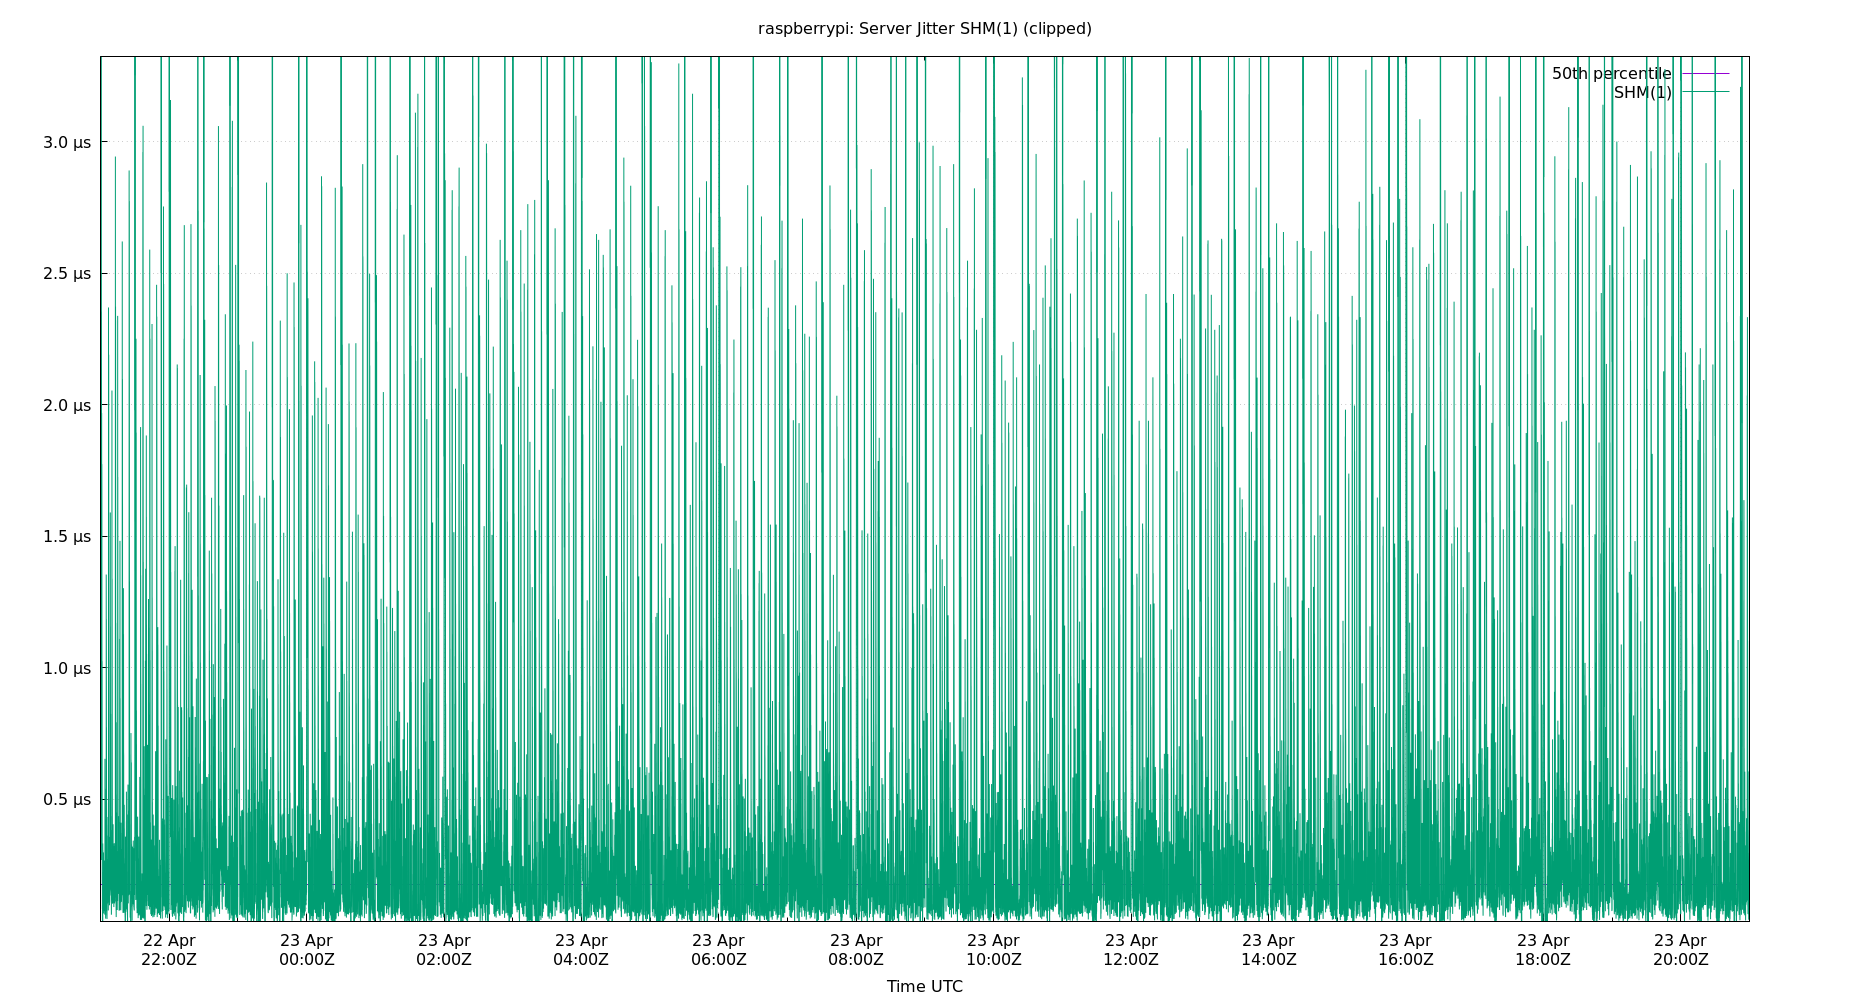 raspberrypi: Server Jitter SHM(1) (clipped)
50th percentile
SHM(1)
3.0 µs
2.5 µs
2.0 µs
1.5 µs
1.0 µs
0.5 µs
22 Apr 23 Apr 23 Apr 23 Apr 23 Apr 23 Apr 23 Apr 23 Apr 23 Apr 23 Apr 23 Apr 23 Apr
22:00Z 00:00Z 02:00Z 04:00Z 06:00Z 08:00Z 10:00Z 12:00Z 14:00Z 16:00Z 18:00Z 20:00Z
Time UTC